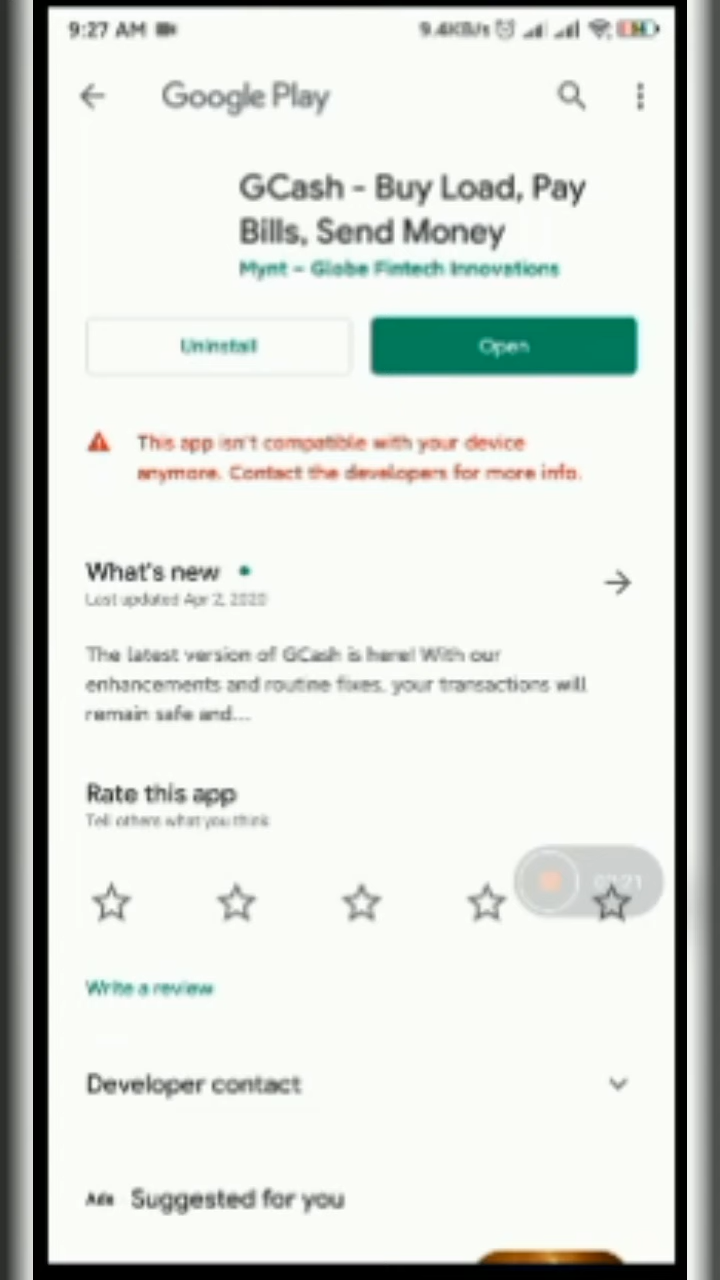 9:27 AM
9.4KB/s
Google Play
GCash - Buy Load, Pay
Bills, Send Money
Mynt - Globe Fintech Innovations
Uninstall
Open
This app isn't compatible with your device
anymore. Contact the developers for more info.
What's new
Last updated Apr 2, 2020
The latest version of GCash is here! With our
enhancements and routine fixes, your transactions will
remain safe and...
Rate this app
Tell others what you think
Write a review
Developer contact
Ads Suggested for you